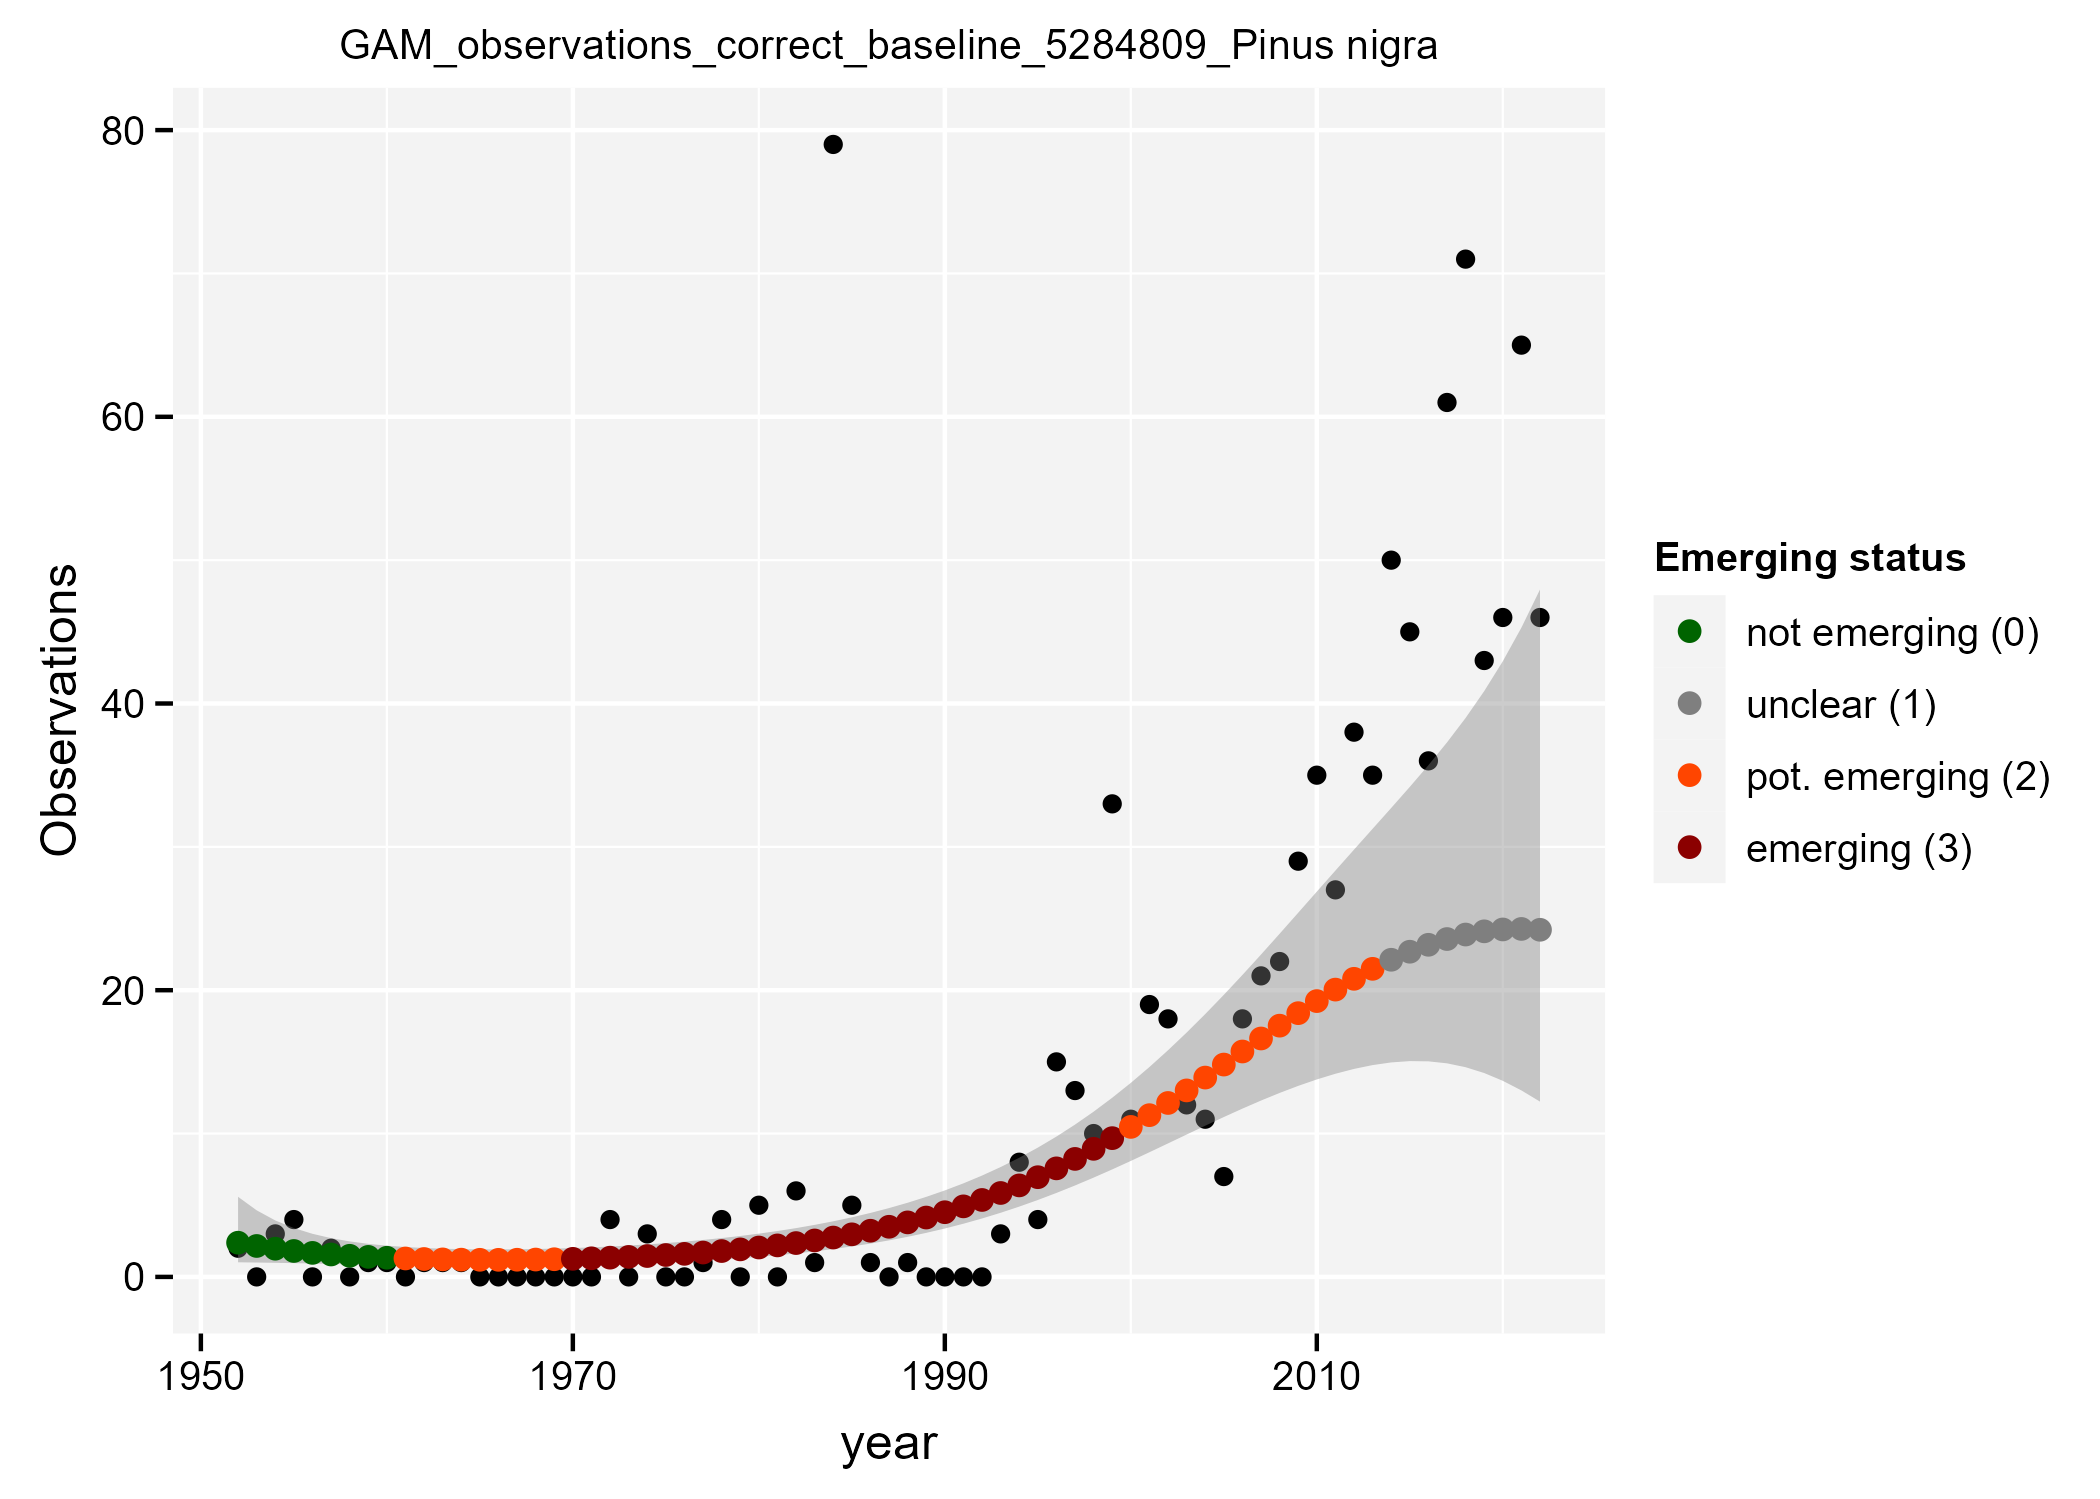 GAM_observations_correct_baseline_5284809_Pinus nigra
80
60
40
20
0
Observations
1950 1970 1990 2010
year
Emerging status
not emerging (0)
unclear (1)
pot. emerging (2)
emerging (3)